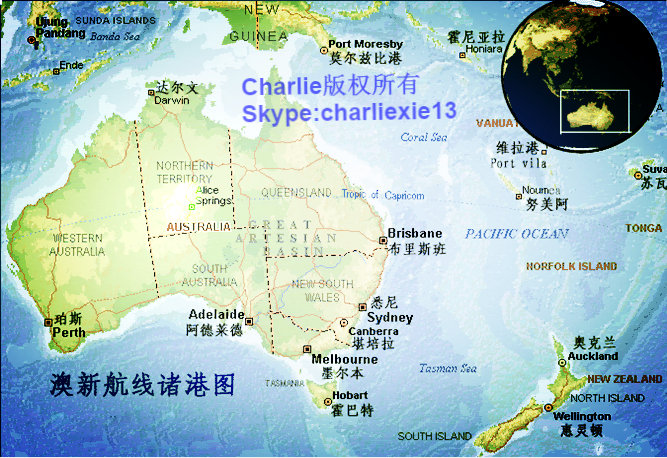 Ujung
Pandang
SUNDA ISLANDS
Banda Sea
Ende
NEW
GUINEA
Port Moresby
莫尔兹比港
霍尼亚拉
Honiara
达尔文
Darwin
Charlie版权所有
Skype:charliexie13
Coral Sea
VANUAT
维拉港
Port vila
Suva
苏瓦
NORTHERN
TERRITORY
Alice
Springs
QUEENSLAND
Tropic of Capricorn
Noumea
努美阿
AUSTRALIA
GREAT
ARTESIAN
BASIN
WESTERN
AUSTRALIA
Brisbane
布里斯班
PACIFIC OCEAN
TONGA
SOUTH
AUSTRALIA
NEW SOUTH
WALES
NORFOLK ISLAND
珀斯
Perth
Adelaide
阿德莱德
悉尼
Sydney
Canberra
堪培拉
Melbourne
墨尔本
奥克兰
Auckland
Tasman Sea
澳新航线诸港图
TASMANIA
Hobart
霍巴特
NEW ZEALAND
NORTH ISLAND
Wellington
惠灵顿
SOUTH ISLAND